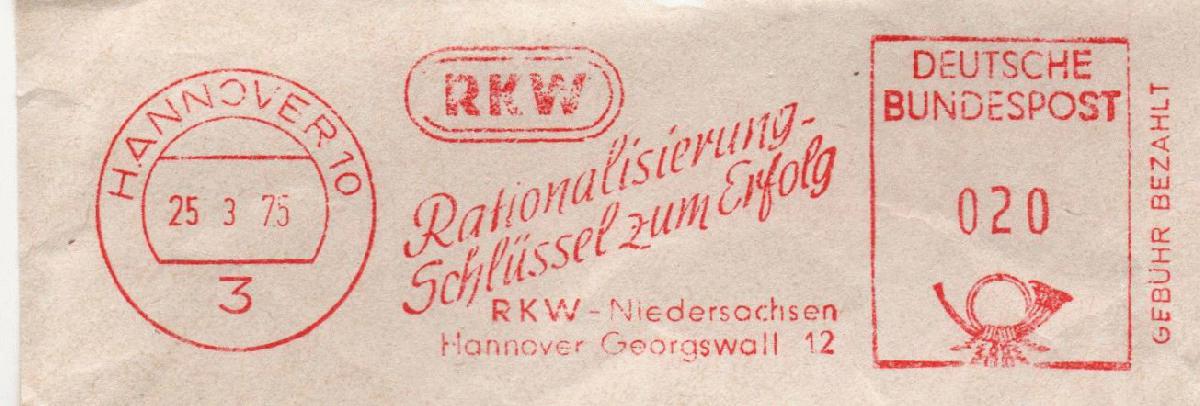 HANNOVER 10
25 3 75
3
RKW
Rationalisierung-
Schlüssel zum Erfolg
RKW - Niedersachsen
Hannover Georgswall 12
DEUTSCHE
BUNDESPOST
020
GEBÜHR BEZAHLT